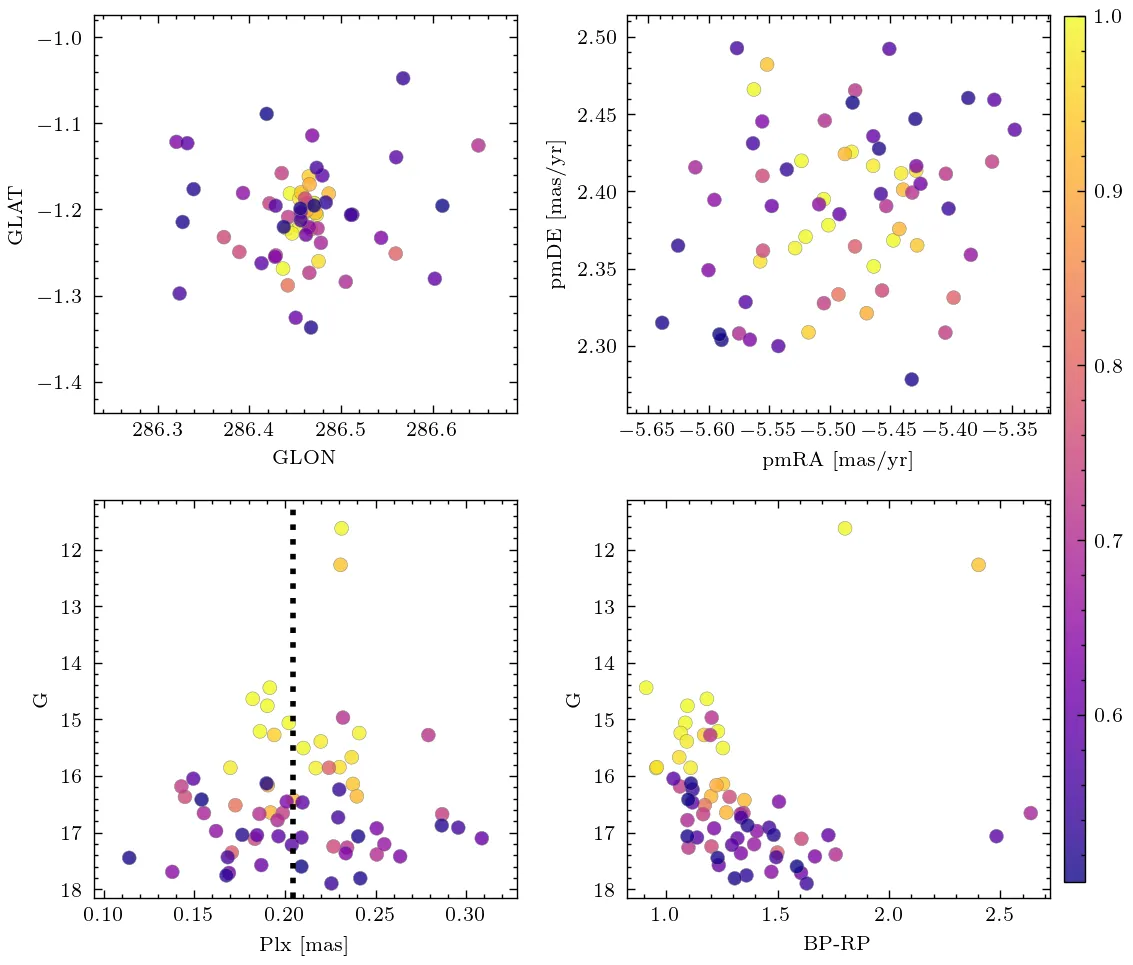 −1.0
−1.1
−1.2
−1.3
−1.4
GLAT
286.3 286.4 286.5 286.6
GLON
2.50
2.45
2.40
2.35
2.30
pmDE [mas/yr]
−5.65 −5.60 −5.55 −5.50 −5.45 −5.40 −5.35
pmRA [mas/yr]
1.0
0.9
0.8
0.7
0.6
12
13
14
15
16
17
18
G
0.10 0.15 0.20 0.25 0.30
Plx [mas]
12
13
14
15
16
17
18
G
1.0 1.5 2.0 2.5
BP-RP